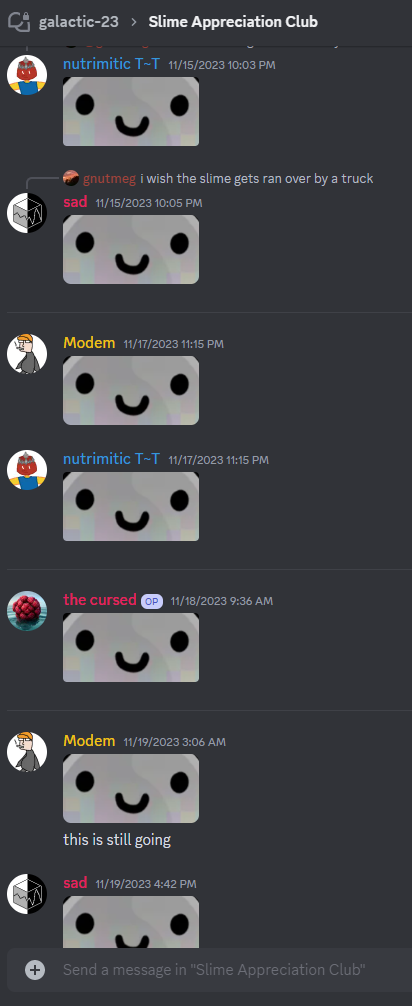 galactic-23 > Slime Appreciation Club
nutrimitic T~T 11/15/2023 10:03 PM
gnutmeg i wish the slime gets ran over by a truck
sad 11/15/2023 10:05 PM
Modem 11/17/2023 11:15 PM
nutrimitic T~T 11/17/2023 11:15 PM
the cursed OP 11/18/2023 9:36 AM
Modem 11/19/2023 3:06 AM
this is still going
sad 11/19/2023 4:42 PM
Send a message in "Slime Appreciation Club"